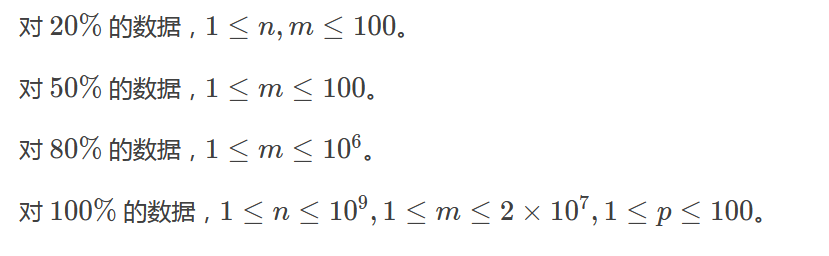 对 20% 的数据，1 ≤ n, m ≤ 100。
对 50% 的数据，1 ≤ m ≤ 100。
对 80% 的数据，1 ≤ m ≤ 10⁶。
对 100% 的数据，1 ≤ n ≤ 10⁹, 1 ≤ m ≤ 2 × 10⁷, 1 ≤ p ≤ 100。